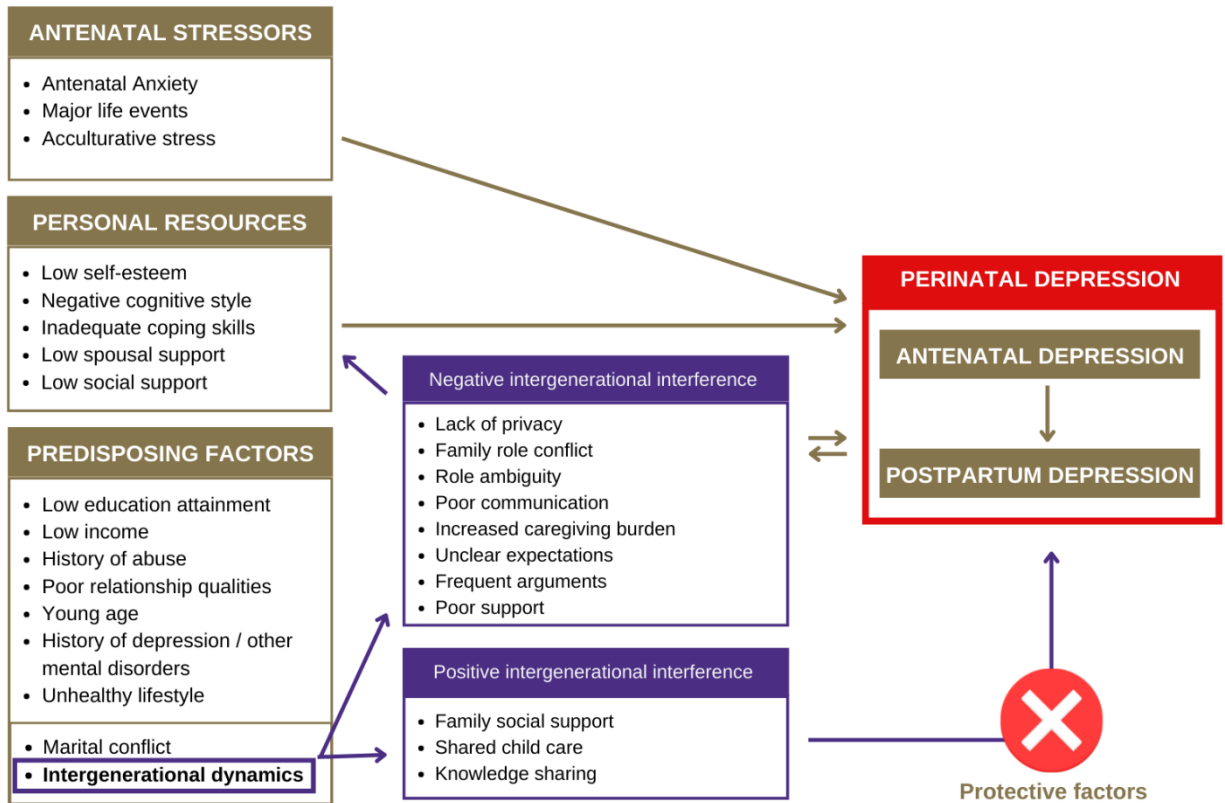 ANTENATAL STRESSORS
• Antenatal Anxiety
• Major life events
• Acculturative stress
PERSONAL RESOURCES
• Low self-esteem
• Negative cognitive style
• Inadequate coping skills
• Low spousal support
• Low social support
PREDISPOSING FACTORS
• Low education attainment
• Low income
• History of abuse
• Poor relationship qualities
• Young age
• History of depression / other
mental disorders
• Unhealthy lifestyle
• Marital conflict
• Intergenerational dynamics
Negative intergenerational interference
• Lack of privacy
• Family role conflict
• Role ambiguity
• Poor communication
• Increased caregiving burden
• Unclear expectations
• Frequent arguments
• Poor support
Positive intergenerational interference
• Family social support
• Shared child care
• Knowledge sharing
PERINATAL DEPRESSION
ANTENATAL DEPRESSION
POSTPARTUM DEPRESSION
Protective factors